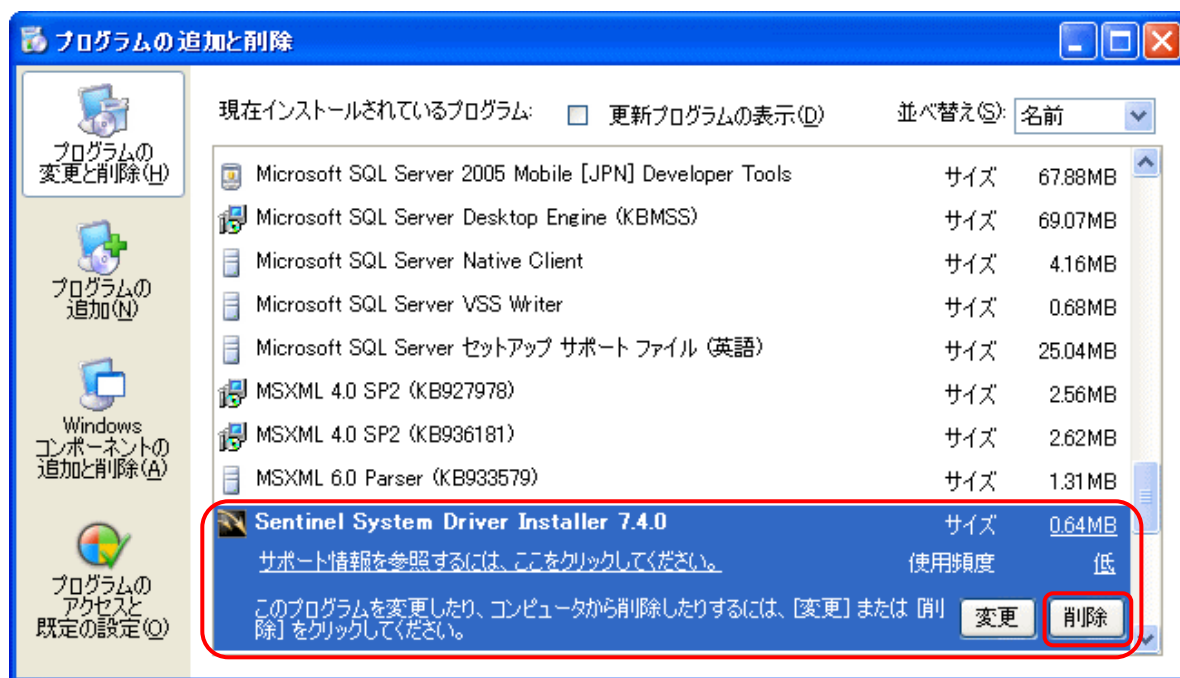 プログラムの追加と削除
プログラムの
変更と削除(H)
プログラムの
追加(N)
Windows
コンポーネントの
追加と削除(A)
プログラムの
アクセスと
既定の設定(O)
現在インストールされているプログラム: 更新プログラムの表示(D) 並べ替え(S): 名前
Microsoft SQL Server 2005 Mobile [JPN] Developer Tools サイズ 67.88MB
Microsoft SQL Server Desktop Engine (KBMSS) サイズ 69.07MB
Microsoft SQL Server Native Client サイズ 4.16MB
Microsoft SQL Server VSS Writer サイズ 0.68MB
Microsoft SQL Server セットアップ サポート ファイル (英語) サイズ 25.04MB
MSXML 4.0 SP2 (KB927978) サイズ 2.56MB
MSXML 4.0 SP2 (KB936181) サイズ 2.62MB
MSXML 6.0 Parser (KB933579) サイズ 1.31MB
Sentinel System Driver Installer 7.4.0 サイズ 0.64MB
サポート情報を参照するには、ここをクリックしてください。 使用頻度 低
このプログラムを変更したり、コンピュータから削除したりするには、[変更] または [削
除] をクリックしてください。 変更 削除